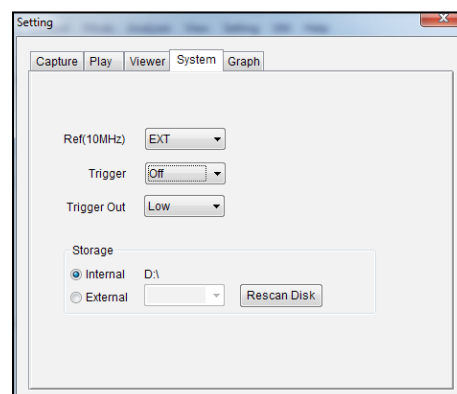 Setting
Capture Play Viewer System Graph
Ref(10MHz) EXT
Trigger Off
Trigger Out Low
Storage
Internal D:\
External Rescan Disk